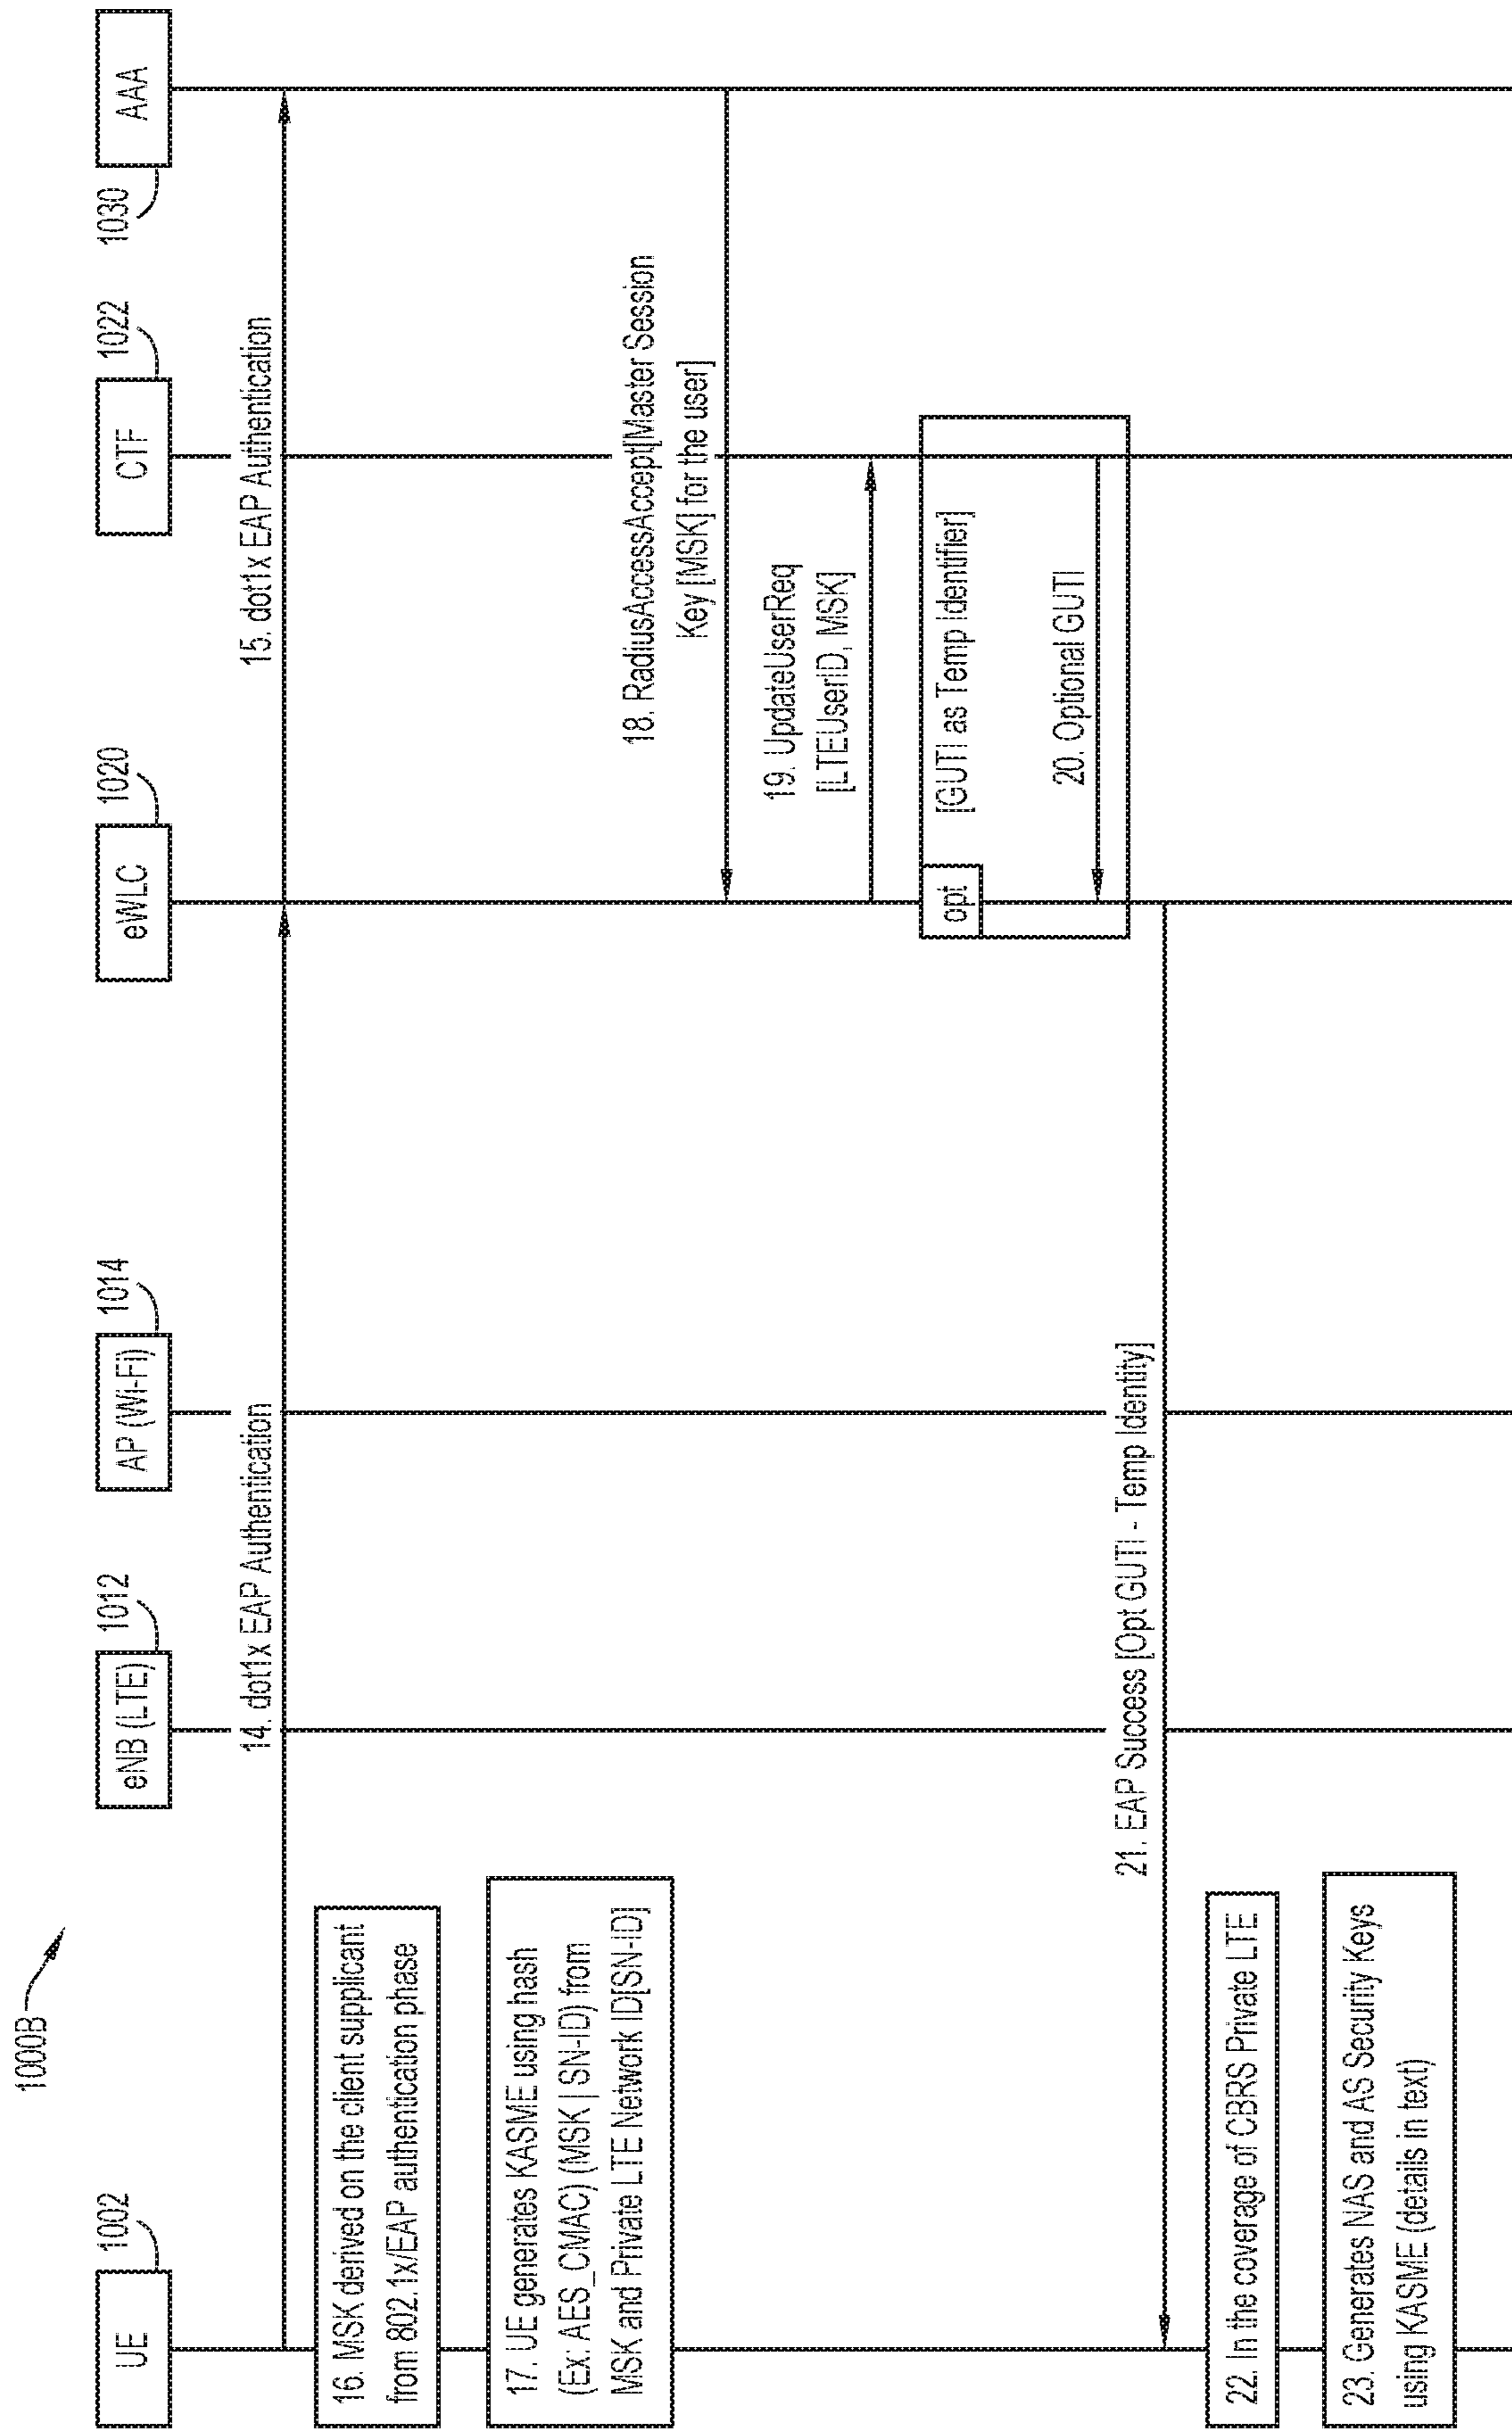 1000B
UE
1002
eNB (LTE)
1012
AP (Wi-Fi)
1014
eWLC
1020
CTF
1022
AAA
1030
14. dot1x EAP Authentication
15. dot1x EAP Authentication
16. MSK derived on the client supplicant
from 802.1x/EAP authentication phase
17. UE generates KASME using hash
(Ex: AES_CMAC) (MSK | SN-ID) from
MSK and Private LTE Network ID[SN-ID]
18. RadiusAccessAccept[Master Session
Key [MSK] for the user]
19. UpdateUserReq
[LTEUserID, MSK]
opt
[GUTI as Temp Identifier]
20. Optional GUTI
21. EAP Success [Opt GUTI - Temp Identity]
22. In the coverage of CBRS Private LTE
23. Generates NAS and AS Security Keys
using KASME (details in text)